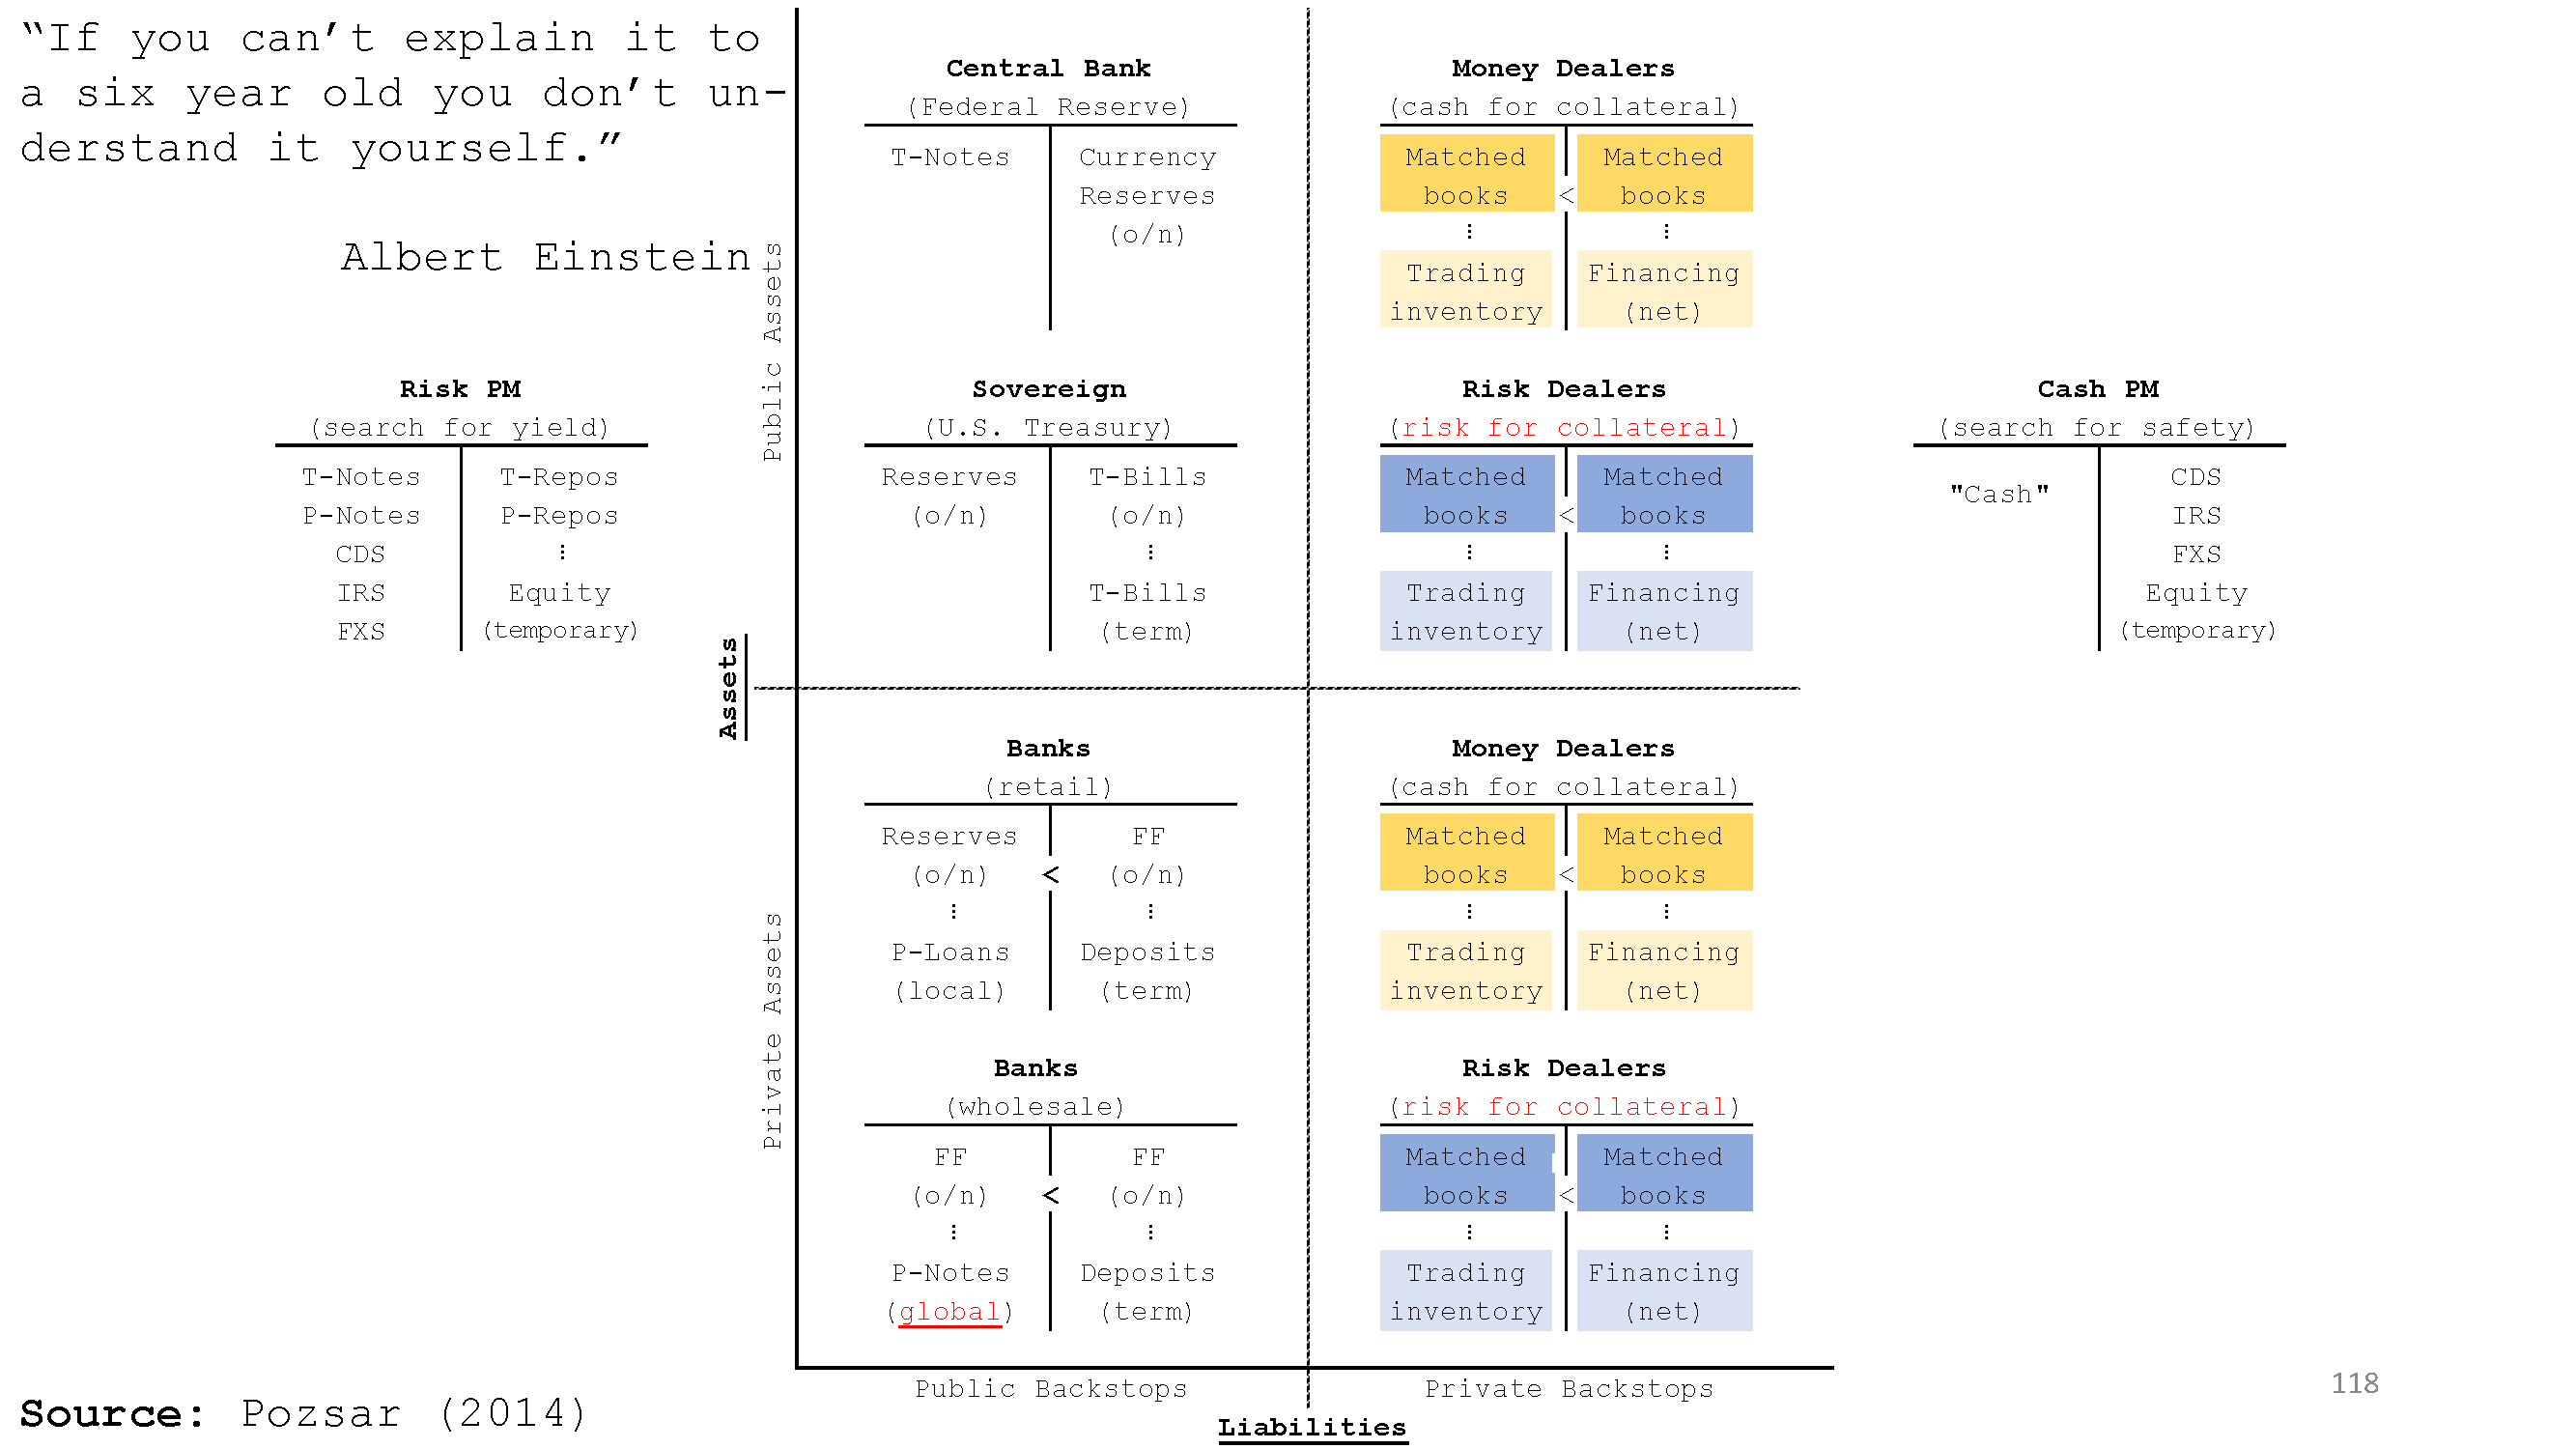 “If you can’t explain it to
a six year old you don’t un-
derstand it yourself.”
Albert Einstein
Risk PM
(search for yield)
T-Notes T-Repos
P-Notes P-Repos
CDS ⋮
IRS Equity
FXS (temporary)
Assets
Public Assets
Private Assets
Central Bank
(Federal Reserve)
T-Notes Currency
Reserves
(o/n)
Sovereign
(U.S. Treasury)
Reserves T-Bills
(o/n) (o/n)
⋮
T-Bills
(term)
Banks
(retail)
Reserves FF
(o/n) < (o/n)
⋮ ⋮
P-Loans Deposits
(local) (term)
Banks
(wholesale)
FF FF
(o/n) < (o/n)
⋮ ⋮
P-Notes Deposits
(global) (term)
Money Dealers
(cash for collateral)
Matched Matched
books < books
⋮ ⋮
Trading Financing
inventory (net)
Risk Dealers
(risk for collateral)
Matched Matched
books < books
⋮ ⋮
Trading Financing
inventory (net)
Money Dealers
(cash for collateral)
Matched Matched
books < books
⋮ ⋮
Trading Financing
inventory (net)
Risk Dealers
(risk for collateral)
Matched Matched
books < books
⋮ ⋮
Trading Financing
inventory (net)
Cash PM
(search for safety)
"Cash" CDS
IRS
FXS
Equity
(temporary)
Public Backstops Private Backstops
Liabilities
Source: Pozsar (2014)
118